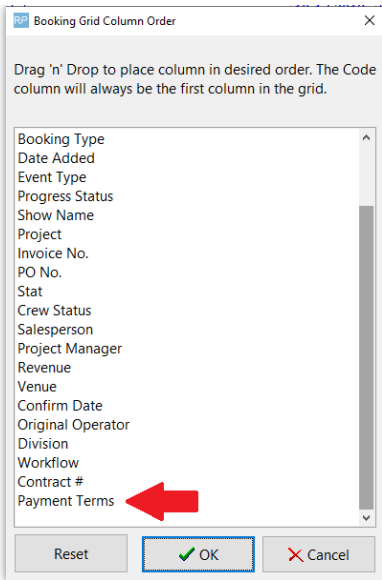 RP Booking Grid Column Order
Drag 'n' Drop to place column in desired order. The Code
column will always be the first column in the grid.
Booking Type
Date Added
Event Type
Progress Status
Show Name
Project
Invoice No.
PO No.
Stat
Crew Status
Salesperson
Project Manager
Revenue
Venue
Confirm Date
Original Operator
Division
Workflow
Contract #
Payment Terms
Reset OK Cancel